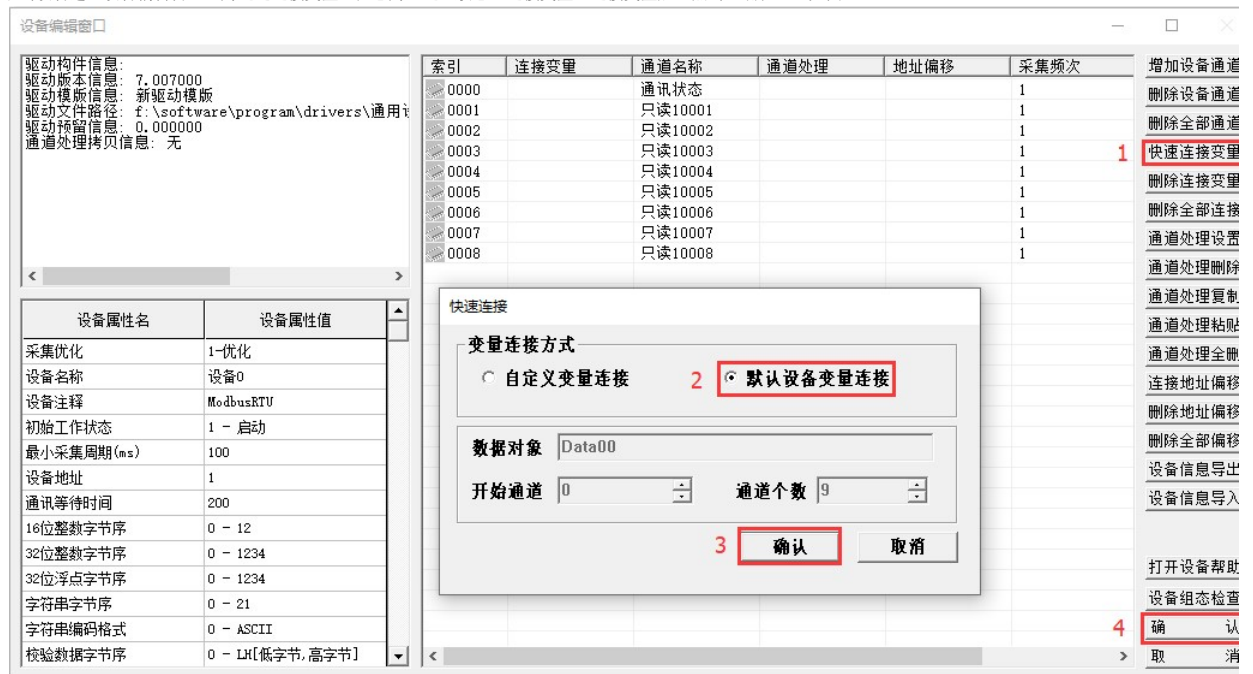 设备编辑窗口
驱动构件信息:
驱动版本信息: 7.007000
驱动模版信息: 新驱动模版
驱动文件路径: f:\software\program\drivers\通用
驱动预留信息: 0.000000
通道处理拷贝信息: 无
设备属性名 设备属性值
采集优化 1-优化
设备名称 设备0
设备注释 ModbusRTU
初始工作状态 1 - 启动
最小采集周期(ms) 100
设备地址 1
通讯等待时间 200
16位整数字节序 0 - 12
32位整数字节序 0 - 1234
32位浮点字节序 0 - 1234
字符串字节序 0 - 21
字符串编码格式 0 - ASCII
校验数据字节序 0 - LH[低字节,高字节]
索引 连接变量 通道名称 通道处理 地址偏移 采集频次
0000 通讯状态 1
0001 只读10001 1
0002 只读10002 1
0003 只读10003 1
0004 只读10004 1
0005 只读10005 1
0006 只读10006 1
0007 只读10007 1
0008 只读10008 1
快速连接
变量连接方式
自定义变量连接 2 默认设备变量连接
数据对象 Data00
开始通道 0 通道个数 9
3 确认 取消
增加设备通道
删除设备通道
删除全部通道
1 快速连接变量
删除连接变量
删除全部连接
通道处理设置
通道处理删除
通道处理复制
通道处理粘贴
通道处理全删
连接地址偏移
删除地址偏移
删除全部偏移
设备信息导出
设备信息导入
打开设备帮助
设备组态检查
4 确 认
取 消